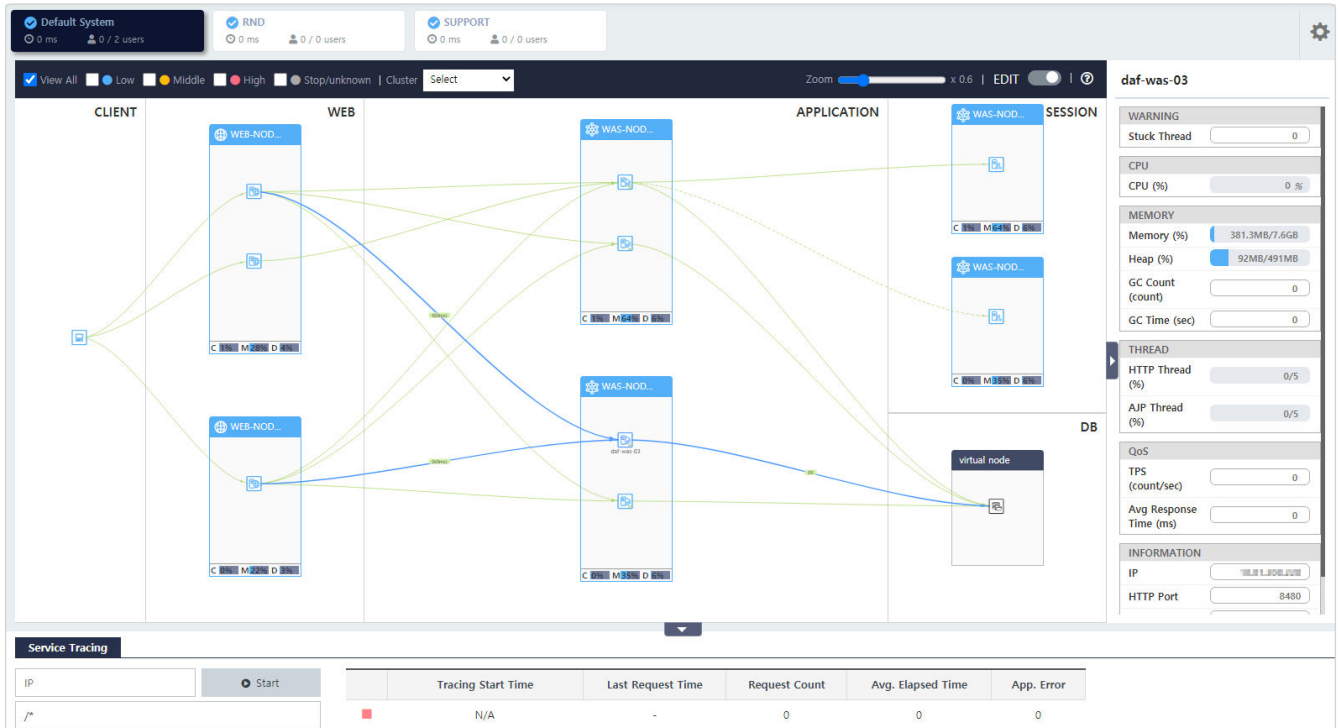 Default System
0 ms 0 / 2 users
RND
0 ms 0 / 0 users
SUPPORT
0 ms 0 / 0 users
View All Low Middle High Stop/unknown | Cluster Select
Zoom x 0.6 | EDIT |
daf-was-03
CLIENT
WEB
APPLICATION
SESSION
DB
WEB-NOD...
C 1% M 28% D 4%
WEB-NOD...
C 0% M 22% D 3%
WAS-NOD...
C 1% M 64% D 6%
WAS-NOD...
daf-was-03
C 0% M 35% D 6%
WAS-NOD...
C 1% M 64% D 6%
WAS-NOD...
C 0% M 35% D 6%
virtual node
WARNING
Stuck Thread 0
CPU
CPU (%) 0 %
MEMORY
Memory (%) 381.3MB/7.6GB
Heap (%) 92MB/491MB
GC Count
(count) 0
GC Time (sec) 0
THREAD
HTTP Thread
(%) 0/5
AJP Thread
(%) 0/5
QoS
TPS
(count/sec) 0
Avg Response
Time (ms) 0
INFORMATION
IP
HTTP Port 8480
Service Tracing
IP
Start
/*
Tracing Start Time Last Request Time Request Count Avg. Elapsed Time App. Error
N/A - 0 0 0